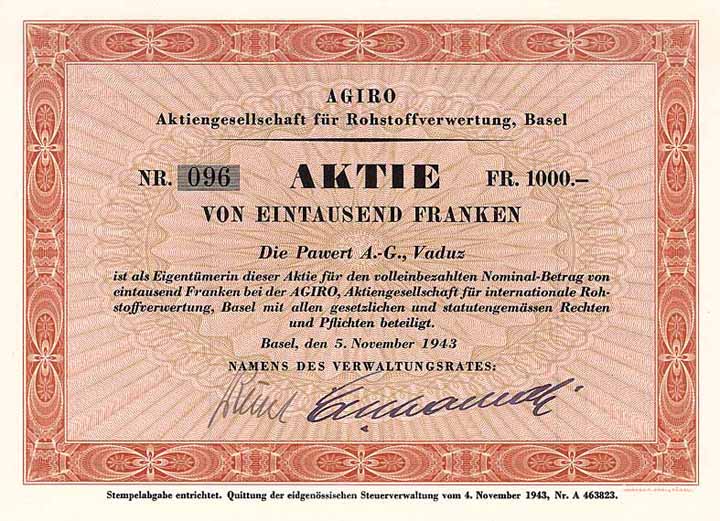 AGIRO
Aktiengesellschaft für Rohstoffverwertung, Basel
NR. 096 AKTIE FR. 1000.—
VON EINTAUSEND FRANKEN
Die Pawert A.-G., Vaduz
ist als Eigentümerin dieser Aktie für den volleinbezahlten Nominal-Betrag von
eintausend Franken bei der AGIRO, Aktiengesellschaft für internationale Roh-
stoffverwertung, Basel mit allen gesetzlichen und statutengemässen Rechten
und Pflichten beteiligt.
Basel, den 5. November 1943
NAMENS DES VERWALTUNGSRATES:
Stempelabgabe entrichtet. Quittung der eidgenössischen Steuerverwaltung vom 4. November 1943, Nr. A 463823.